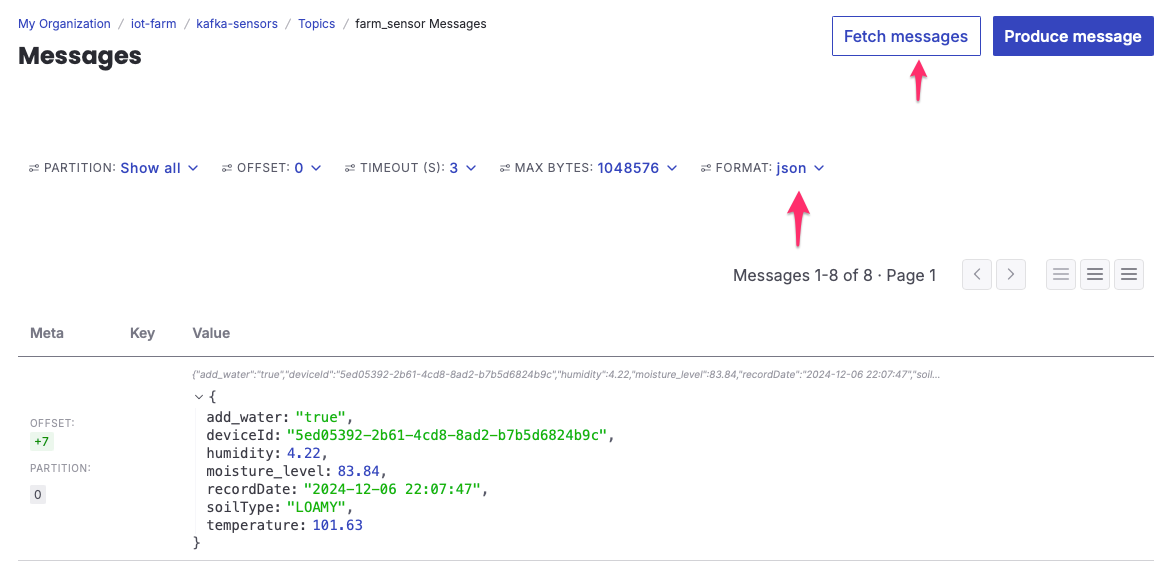 My Organization / iot-farm / kafka-sensors / Topics / farm_sensor Messages
Messages
Fetch messages
Produce message
PARTITION: Show all
OFFSET: 0
TIMEOUT (S): 3
MAX BYTES: 1048576
FORMAT: json
Messages 1-8 of 8 · Page 1
Meta Key Value
{"add_water":"true","deviceId":"5ed05392-2b61-4cd8-8ad2-b7b5d6824b9c","humidity":4.22,"moisture_level":83.84,"recordDate":"2024-12-06 22:07:47","soil...
OFFSET:
+7
PARTITION:
0
{
add_water: "true",
deviceId: "5ed05392-2b61-4cd8-8ad2-b7b5d6824b9c",
humidity: 4.22,
moisture_level: 83.84,
recordDate: "2024-12-06 22:07:47",
soilType: "LOAMY",
temperature: 101.63
}